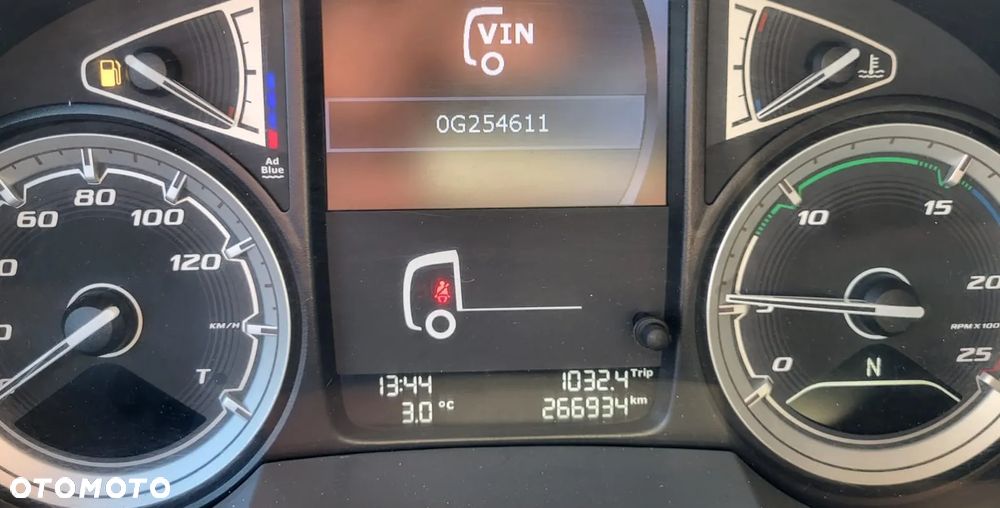 VIN
0G254611
Ad
Blue
60
80
100
120
KM/H
T
10
15
20
25
5
0
RPM X 100
N
13:44
1032.4 Trip
3.0 °C
266934 km
OTOMOTO